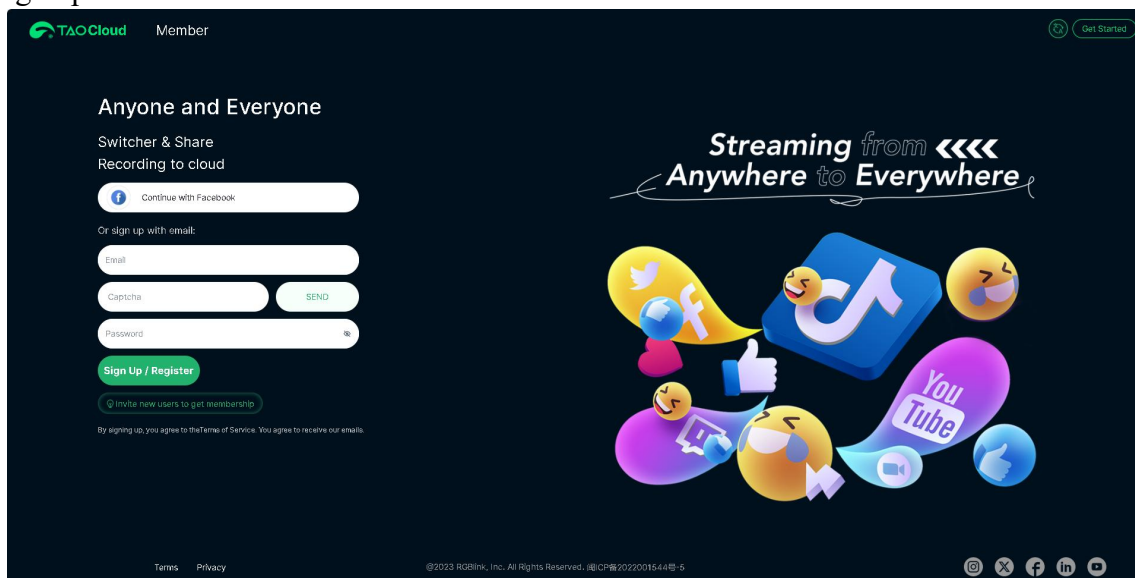 TAO Cloud Member Get Started
Anyone and Everyone
Switcher & Share
Recording to cloud
Continue with Facebook
Or sign up with email:
Email
Captcha SEND
Password
Sign Up / Register
Invite new users to get membership
By signing up, you agree to theTerms of Service. You agree to receive our emails.
Streaming from
Anywhere to Everywhere
You
Tube
Terms Privacy
@2023 RGBlink, Inc. All Rights Reserved. 闽ICP备2022001544号-5